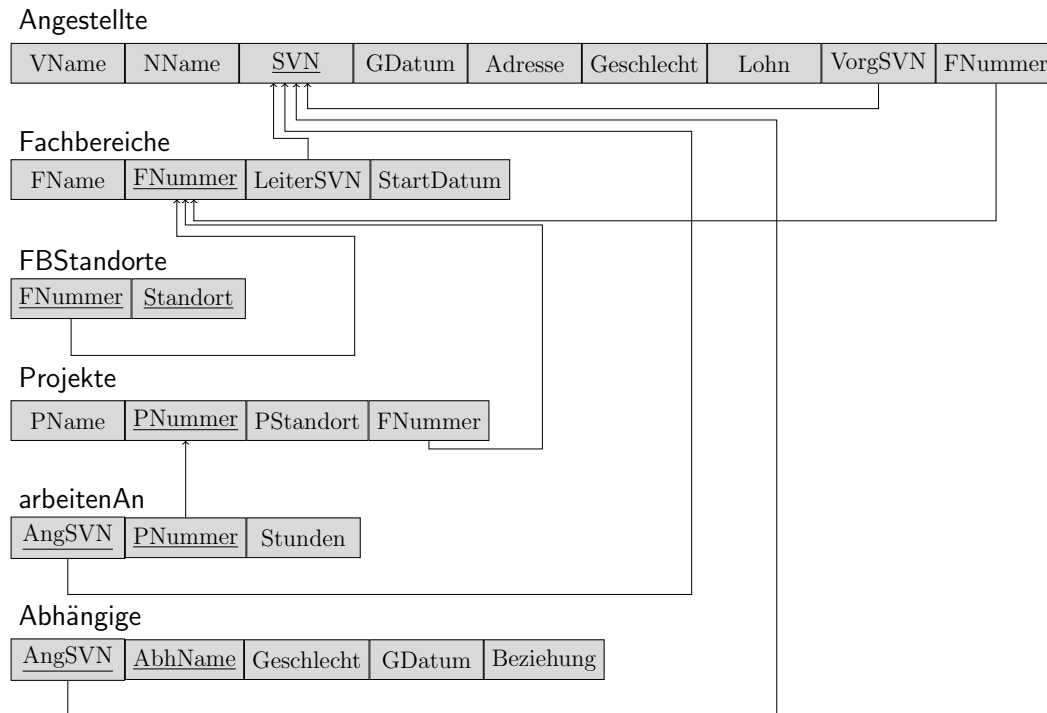 Angestellte
VName NName SVN GDatum Adresse Geschlecht Lohn VorgSVN FNummer
Fachbereiche
FName FNummer LeiterSVN StartDatum
FBStandorte
FNummer Standort
Projekte
PName PNummer PStandort FNummer
arbeitenAn
AngSVN PNummer Stunden
Abhängige
AngSVN AbhName Geschlecht GDatum Beziehung